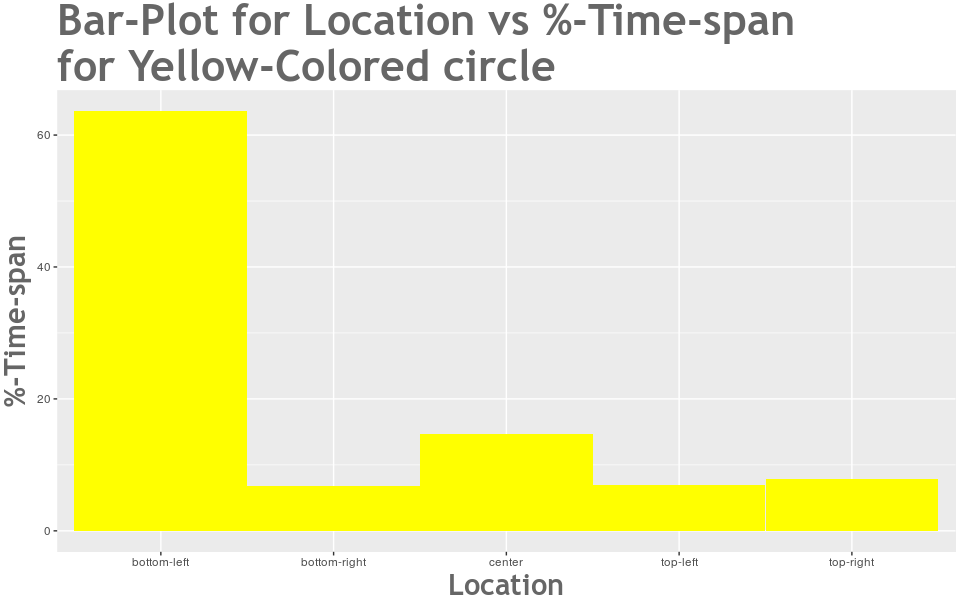 Bar-Plot for Location vs %-Time-span
for Yellow-Colored circle
%-Time-span
60
40
20
0
bottom-left
bottom-right
center
top-left
top-right
Location